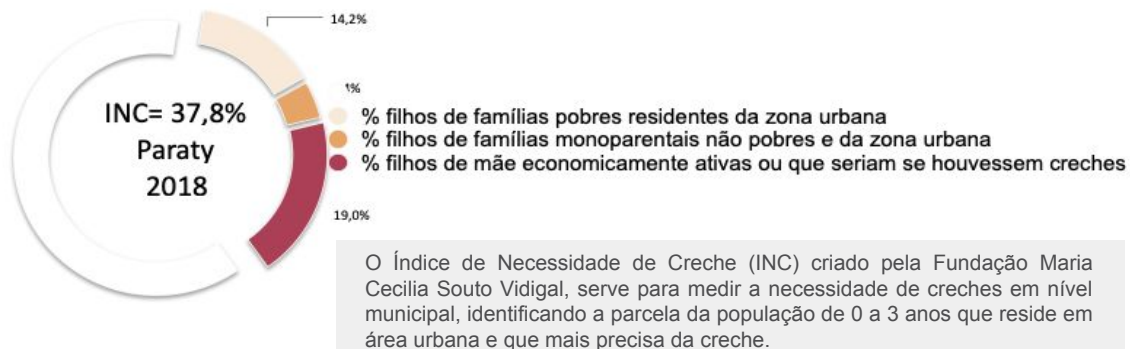 14,2%
INC= 37,8%
Paraty
2018
% filhos de famílias pobres residentes da zona urbana
% filhos de famílias monoparentais não pobres e da zona urbana
% filhos de mãe economicamente ativas ou que seriam se houvessem creches
19,0%
O Índice de Necessidade de Creche (INC) criado pela Fundação Maria
Cecilia Souto Vidigal, serve para medir a necessidade de creches em nível
municipal, identificando a parcela da população de 0 a 3 anos que reside em
área urbana e que mais precisa da creche.